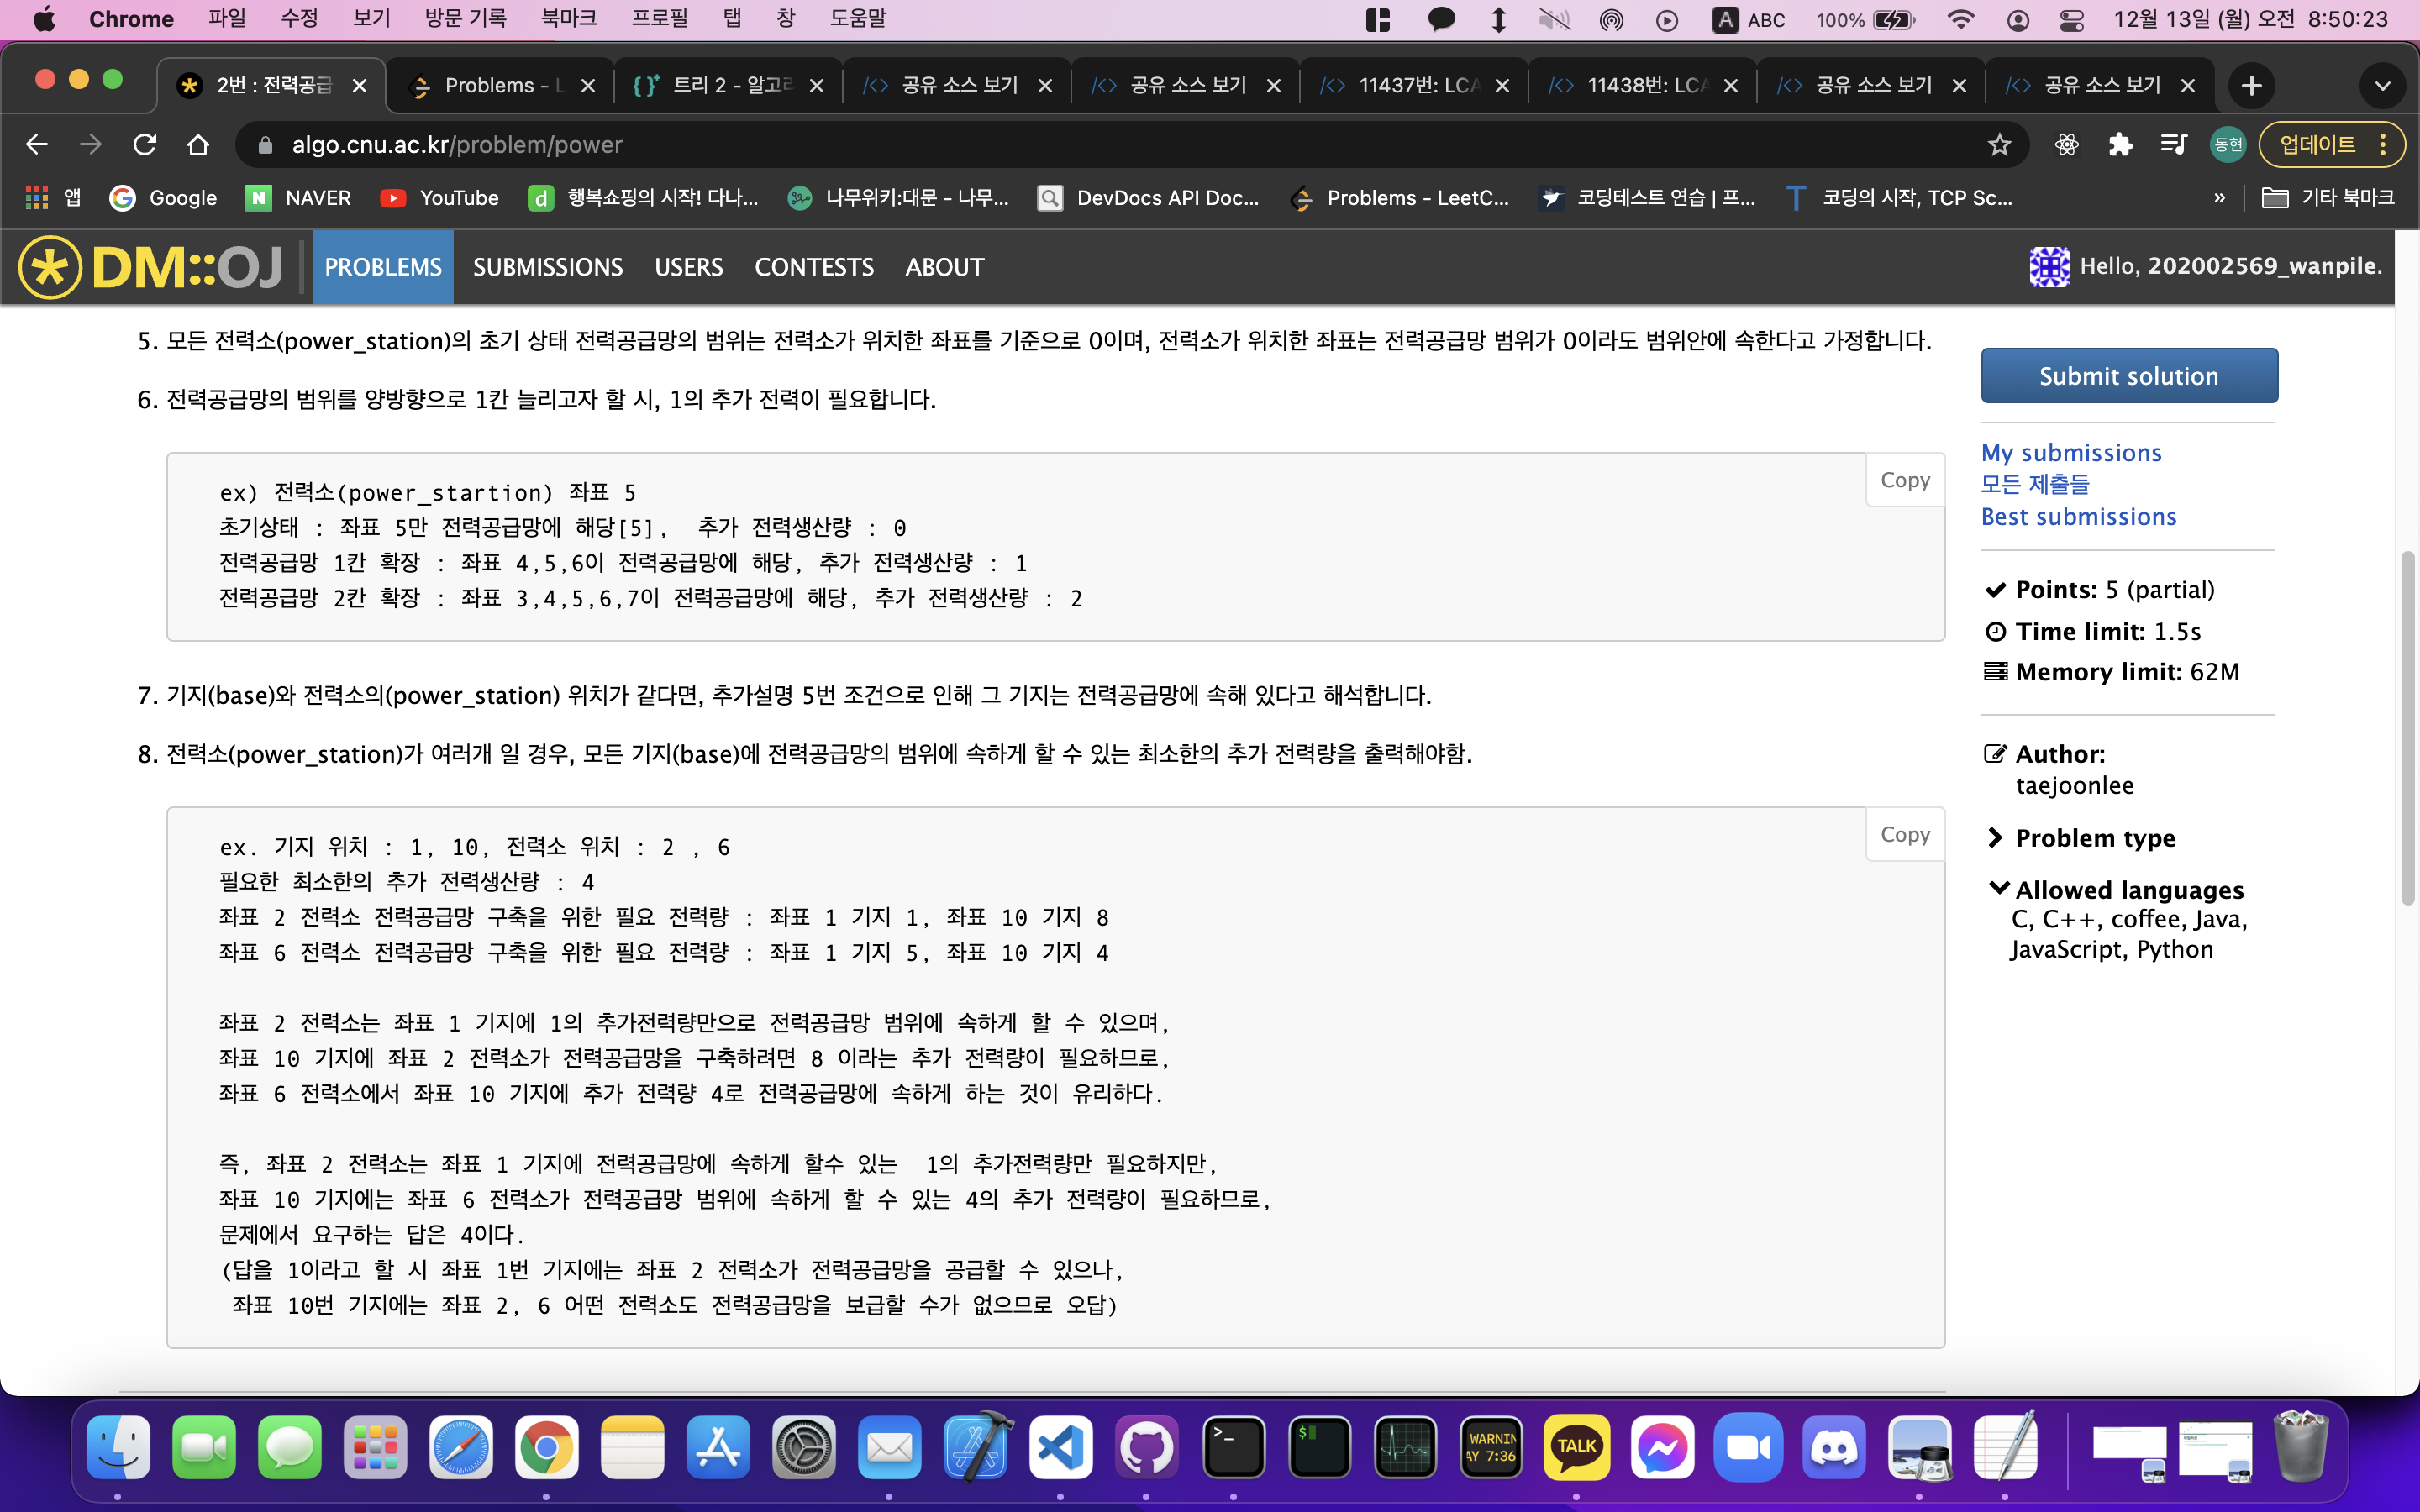 Chrome 파일 수정 보기 방문 기록 북마크 프로필 탭 창 도움말 A ABC 100% 12월 13일 (월) 오전 8:50:23
2번 : 전력공급 Problems - L 트리 2 - 알고리 공유 소스 보기 공유 소스 보기 11437번: LCA 11438번: LCA 공유 소스 보기 공유 소스 보기
algo.cnu.ac.kr/problem/power 동현 업데이트
앱 Google NAVER YouTube 행복쇼핑의 시작! 다나... 나무위키:대문 - 나무... DevDocs API Doc... Problems - LeetC... 코딩테스트 연습 | 프... 코딩의 시작, TCP Sc... » 기타 북마크
DM::OJ PROBLEMS SUBMISSIONS USERS CONTESTS ABOUT Hello, 202002569_wanpile.
5. 모든 전력소(power_station)의 초기 상태 전력공급망의 범위는 전력소가 위치한 좌표를 기준으로 0이며, 전력소가 위치한 좌표는 전력공급망 범위가 0이라도 범위안에 속한다고 가정합니다.
6. 전력공급망의 범위를 양방향으로 1칸 늘리고자 할 시, 1의 추가 전력이 필요합니다.
Copy
ex) 전력소(power_startion) 좌표 5
초기상태 : 좌표 5만 전력공급망에 해당[5], 추가 전력생산량 : 0
전력공급망 1칸 확장 : 좌표 4,5,6이 전력공급망에 해당, 추가 전력생산량 : 1
전력공급망 2칸 확장 : 좌표 3,4,5,6,7이 전력공급망에 해당, 추가 전력생산량 : 2
7. 기지(base)와 전력소의(power_station) 위치가 같다면, 추가설명 5번 조건으로 인해 그 기지는 전력공급망에 속해 있다고 해석합니다.
8. 전력소(power_station)가 여러개 일 경우, 모든 기지(base)에 전력공급망의 범위에 속하게 할 수 있는 최소한의 추가 전력량을 출력해야함.
Copy
ex. 기지 위치 : 1, 10, 전력소 위치 : 2 , 6
필요한 최소한의 추가 전력생산량 : 4
좌표 2 전력소 전력공급망 구축을 위한 필요 전력량 : 좌표 1 기지 1, 좌표 10 기지 8
좌표 6 전력소 전력공급망 구축을 위한 필요 전력량 : 좌표 1 기지 5, 좌표 10 기지 4
좌표 2 전력소는 좌표 1 기지에 1의 추가전력량만으로 전력공급망 범위에 속하게 할 수 있으며,
좌표 10 기지에 좌표 2 전력소가 전력공급망을 구축하려면 8 이라는 추가 전력량이 필요하므로,
좌표 6 전력소에서 좌표 10 기지에 추가 전력량 4로 전력공급망에 속하게 하는 것이 유리하다.
즉, 좌표 2 전력소는 좌표 1 기지에 전력공급망에 속하게 할수 있는 1의 추가전력량만 필요하지만,
좌표 10 기지에는 좌표 6 전력소가 전력공급망 범위에 속하게 할 수 있는 4의 추가 전력량이 필요하므로,
문제에서 요구하는 답은 4이다.
(답을 1이라고 할 시 좌표 1번 기지에는 좌표 2 전력소가 전력공급망을 공급할 수 있으나,
좌표 10번 기지에는 좌표 2, 6 어떤 전력소도 전력공급망을 보급할 수가 없으므로 오답)
Submit solution
My submissions
모든 제출들
Best submissions
Points: 5 (partial)
Time limit: 1.5s
Memory limit: 62M
Author:
taejoonlee
Problem type
Allowed languages
C, C++, coffee, Java,
JavaScript, Python
WARNIN
AY 7:36
TALK